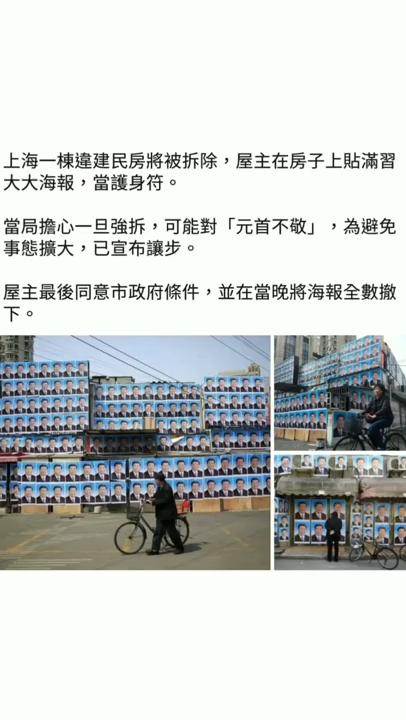 上海一棟違建民房將被拆除，屋主在房子上貼滿習
大大海報，當護身符。
當局擔心一旦強拆，可能對「元首不敬」，為避免
事態擴大，已宣布讓步。
屋主最後同意市政府條件，並在當晚將海報全數撤
下。